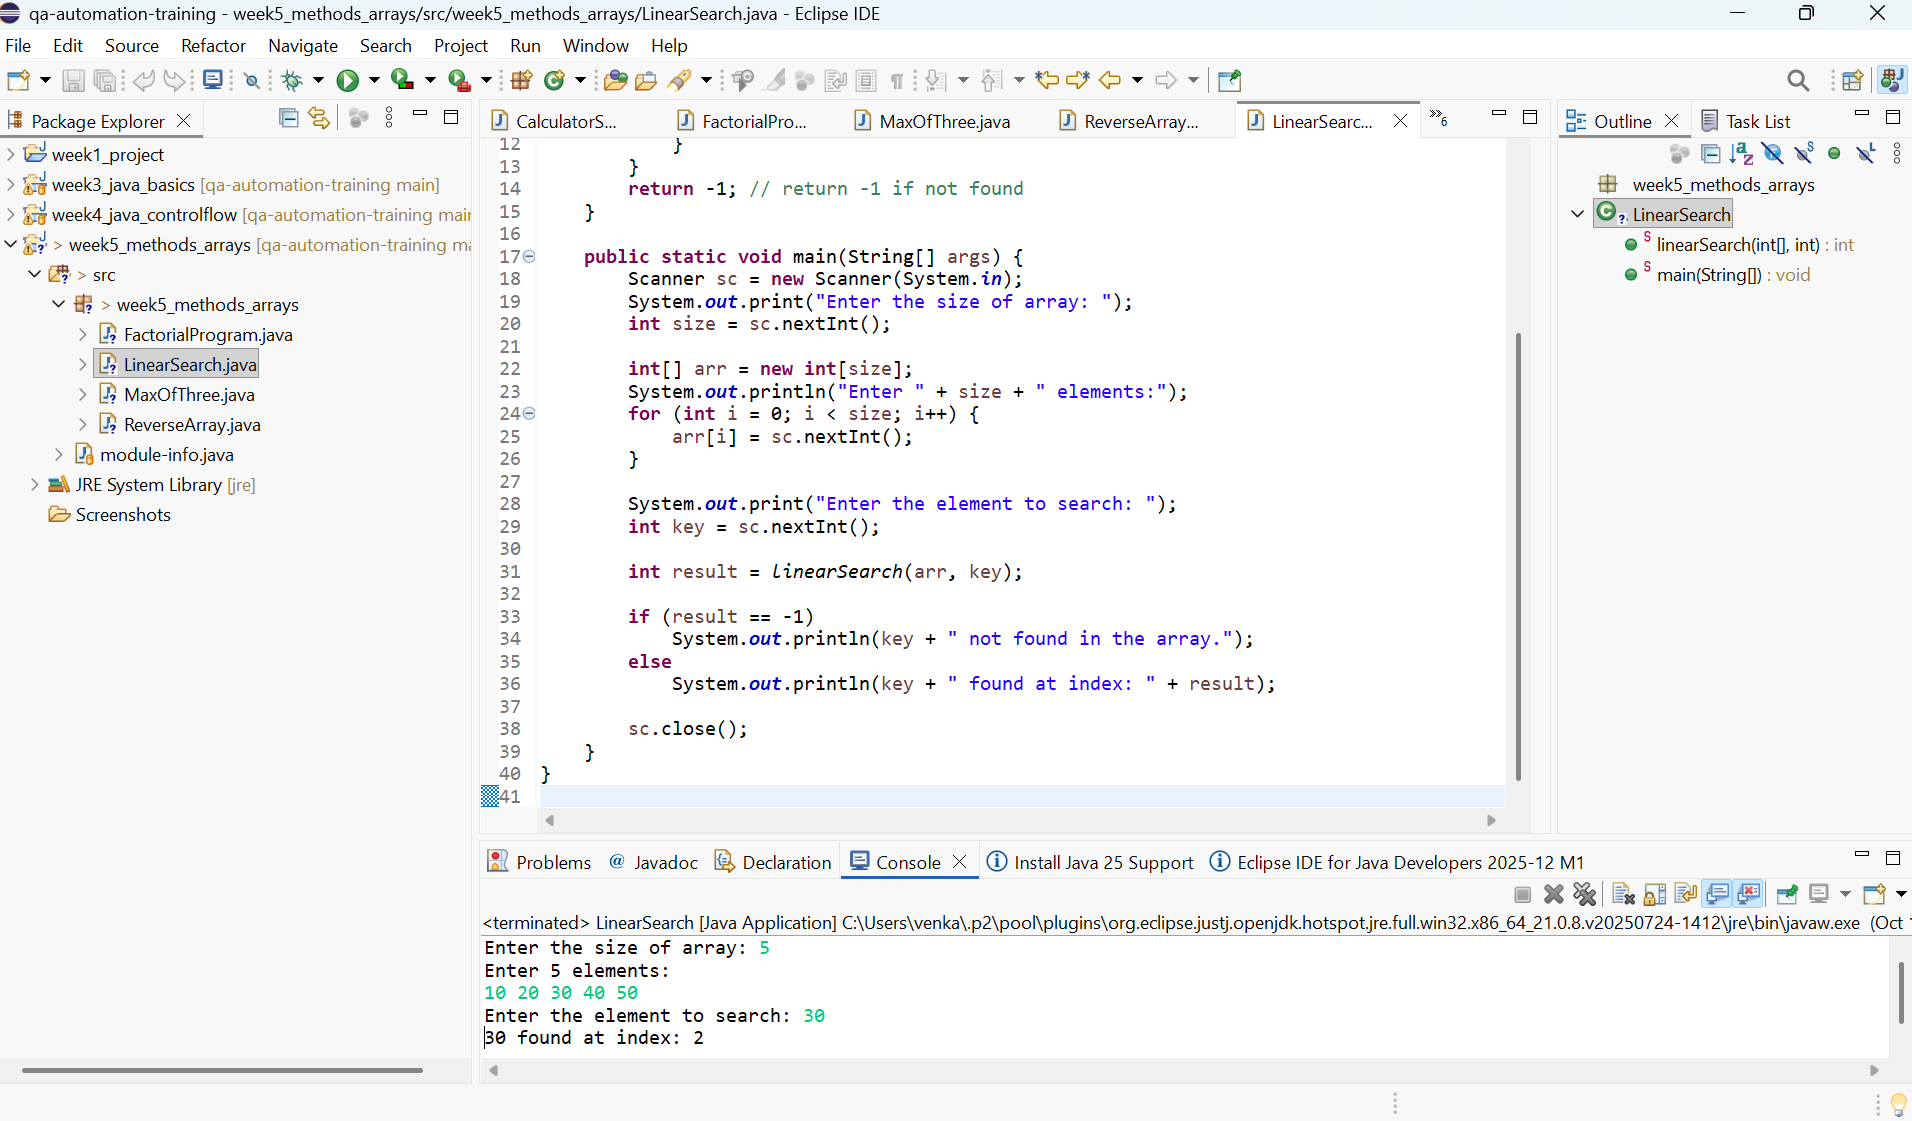 qa-automation-training - week5_methods_arrays/src/week5_methods_arrays/LinearSearch.java - Eclipse IDE
File Edit Source Refactor Navigate Search Project Run Window Help
Package Explorer
week1_project
week3_java_basics [qa-automation-training main]
week4_java_controlflow [qa-automation-training mair
> week5_methods_arrays [qa-automation-training ma
> src
> week5_methods_arrays
FactorialProgram.java
LinearSearch.java
MaxOfThree.java
ReverseArray.java
module-info.java
JRE System Library [jre]
Screenshots
CalculatorS... FactorialPro... MaxOfThree.java ReverseArray... LinearSearc... »6
12 }
13 }
14 return -1; // return -1 if not found
15 }
16
17 public static void main(String[] args) {
18 Scanner sc = new Scanner(System.in);
19 System.out.print("Enter the size of array: ");
20 int size = sc.nextInt();
21
22 int[] arr = new int[size];
23 System.out.println("Enter " + size + " elements:");
24 for (int i = 0; i < size; i++) {
25 arr[i] = sc.nextInt();
26 }
27
28 System.out.print("Enter the element to search: ");
29 int key = sc.nextInt();
30
31 int result = linearSearch(arr, key);
32
33 if (result == -1)
34 System.out.println(key + " not found in the array.");
35 else
36 System.out.println(key + " found at index: " + result);
37
38 sc.close();
39 }
40 }
41
Outline Task List
week5_methods_arrays
LinearSearch
linearSearch(int[], int) : int
main(String[]) : void
Problems @ Javadoc Declaration Console Install Java 25 Support Eclipse IDE for Java Developers 2025-12 M1
<terminated> LinearSearch [Java Application] C:\Users\venka\.p2\pool\plugins\org.eclipse.justj.openjdk.hotspot.jre.full.win32.x86_64_21.0.8.v20250724-1412\jre\bin\javaw.exe (Oct
Enter the size of array: 5
Enter 5 elements:
10 20 30 40 50
Enter the element to search: 30
30 found at index: 2